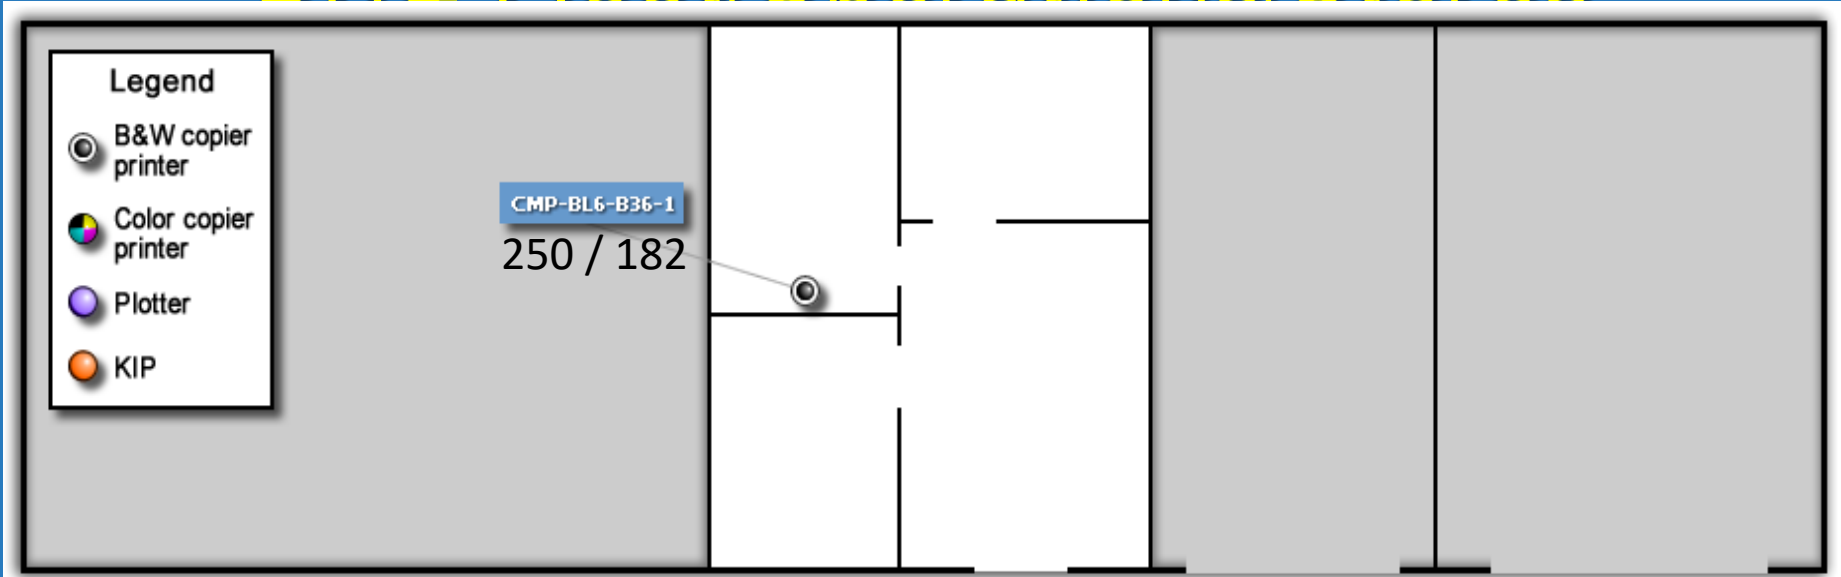 Legend
B&W copier
printer
Color copier
printer
Plotter
KIP
CMP-BL6-B36-1
250 / 182